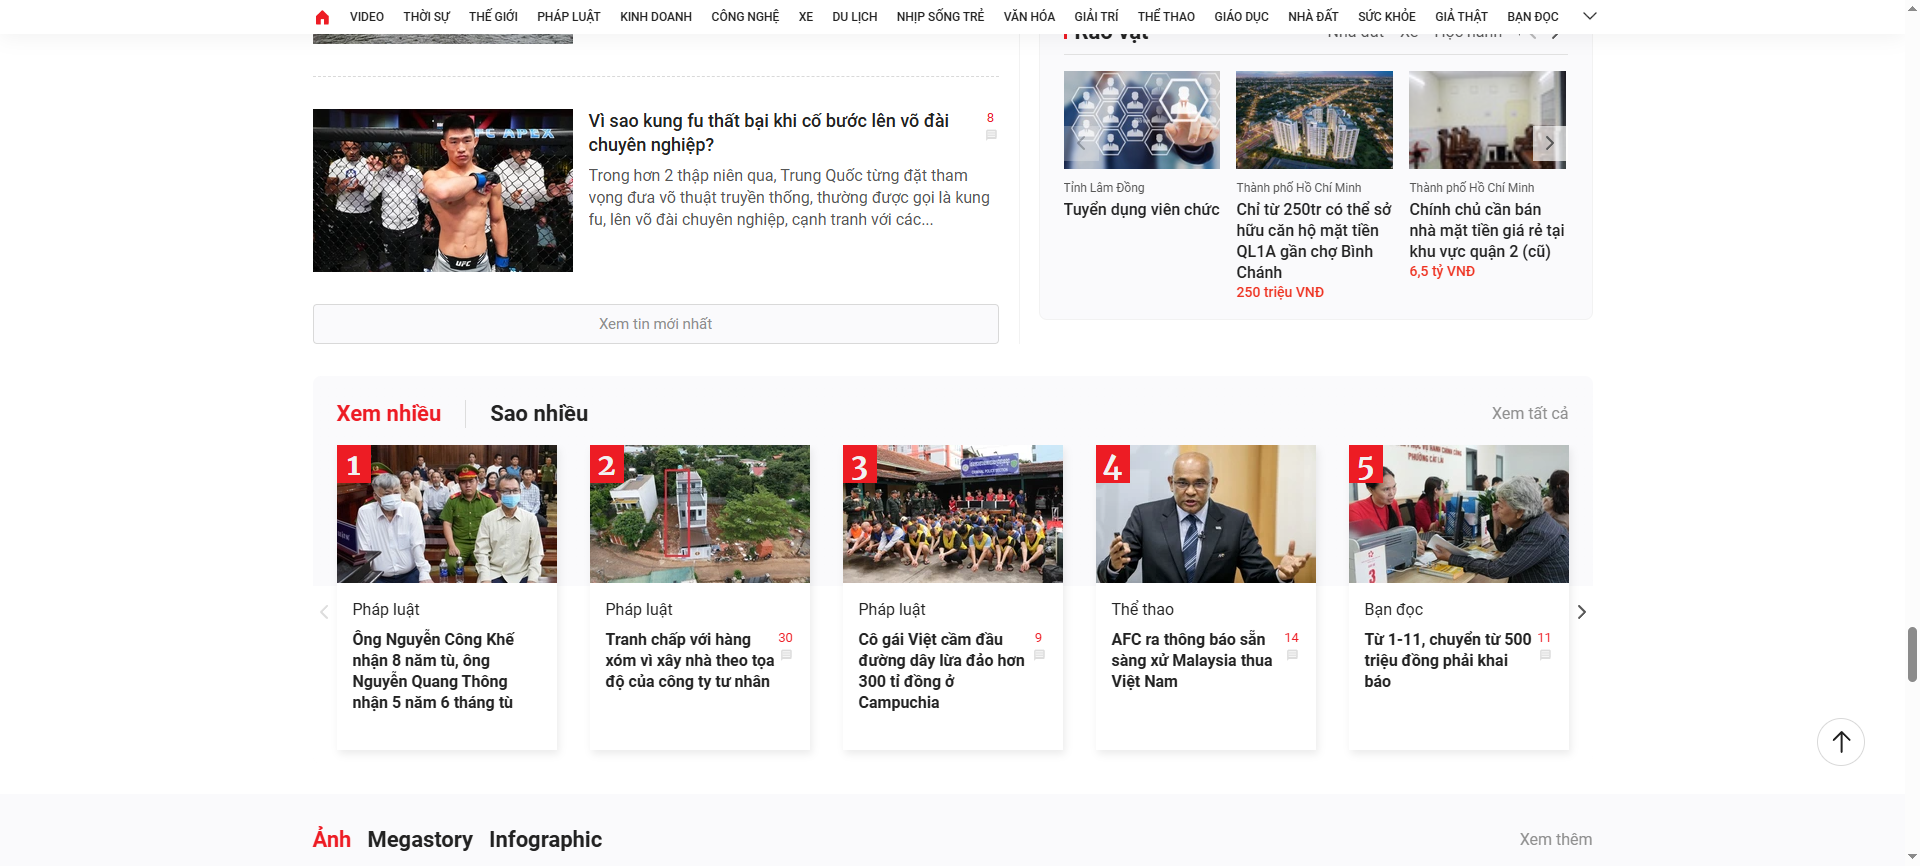 VIDEO THỜI SỰ THẾ GIỚI PHÁP LUẬT KINH DOANH CÔNG NGHỆ XE DU LỊCH NHỊP SỐNG TRẺ VĂN HÓA GIẢI TRÍ THỂ THAO GIÁO DỤC NHÀ ĐẤT SỨC KHỎE GIẢ THẬT BẠN ĐỌC
Rao vặt Nhà đất Xe Học hành
Vì sao kung fu thất bại khi cố bước lên võ đài
chuyên nghiệp?
8
Trong hơn 2 thập niên qua, Trung Quốc từng đặt tham
vọng đưa võ thuật truyền thống, thường được gọi là kung
fu, lên võ đài chuyên nghiệp, cạnh tranh với các...
FC APEX
UFC
Xem tin mới nhất
Tỉnh Lâm Đồng
Tuyển dụng viên chức
Thành phố Hồ Chí Minh
Chỉ từ 250tr có thể sở
hữu căn hộ mặt tiền
QL1A gần chợ Bình
Chánh
250 triệu VNĐ
Thành phố Hồ Chí Minh
Chính chủ cần bán
nhà mặt tiền giá rẻ tại
khu vực quận 2 (cũ)
6,5 tỷ VNĐ
Xem nhiều
Sao nhiều
Xem tất cả
1
Pháp luật
Ông Nguyễn Công Khế
nhận 8 năm tù, ông
Nguyễn Quang Thông
nhận 5 năm 6 tháng tù
2
Pháp luật
Tranh chấp với hàng
xóm vì xây nhà theo tọa
độ của công ty tư nhân
30
3
Pháp luật
Cô gái Việt cầm đầu
đường dây lừa đảo hơn
300 tỉ đồng ở
Campuchia
9
4
Thể thao
AFC ra thông báo sẵn
sàng xử Malaysia thua
Việt Nam
14
5
PHƯỜNG CÁT LÁI
3
Bạn đọc
Từ 1-11, chuyển từ 500
triệu đồng phải khai
báo
11
Ảnh Megastory Infographic
Xem thêm